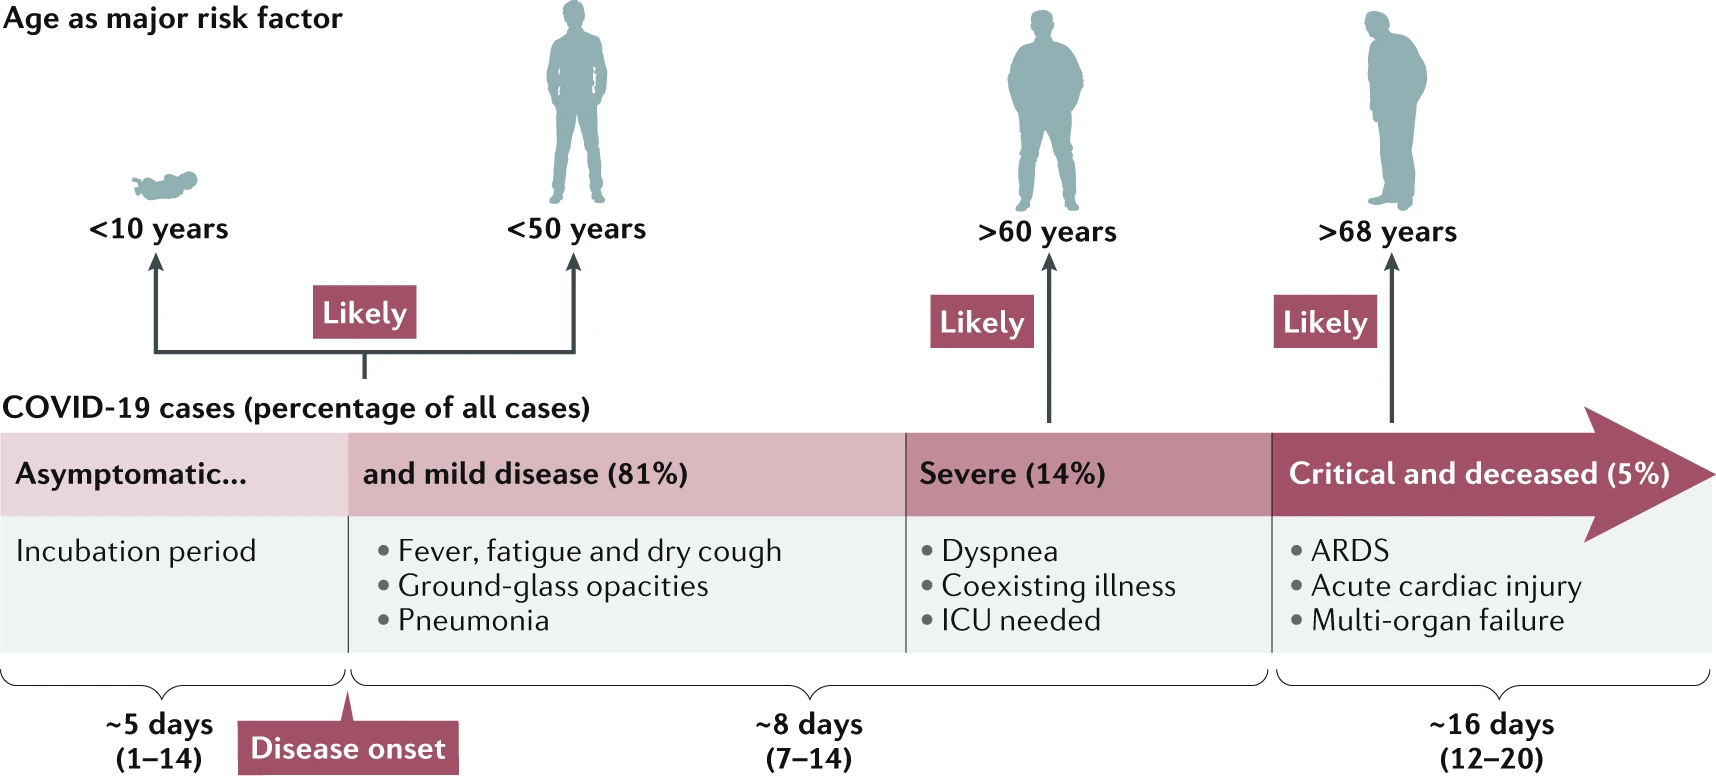 Age as major risk factor
<10 years
<50 years
>60 years
>68 years
Likely
Likely
Likely
COVID-19 cases (percentage of all cases)
Asymptomatic...
and mild disease (81%)
Severe (14%)
Critical and deceased (5%)
Incubation period
• Fever, fatigue and dry cough
• Ground-glass opacities
• Pneumonia
• Dyspnea
• Coexisting illness
• ICU needed
• ARDS
• Acute cardiac injury
• Multi-organ failure
~5 days
(1–14)
Disease onset
~8 days
(7–14)
~16 days
(12–20)